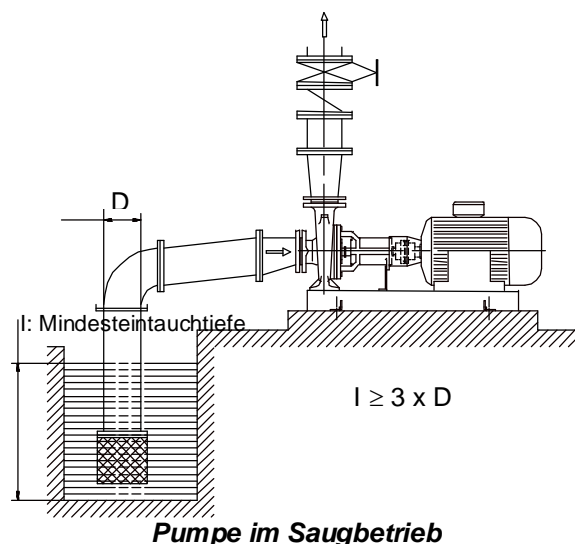 D
I: Mindesteintauchtiefe
I ≥ 3 x D
Pumpe im Saugbetrieb